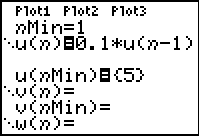 Plot1 Plot2 Plot3
nMin=1
u(n)=0.1*u(n-1)
u(nMin)={5}
v(n)=
v(nMin)=
w(n)=